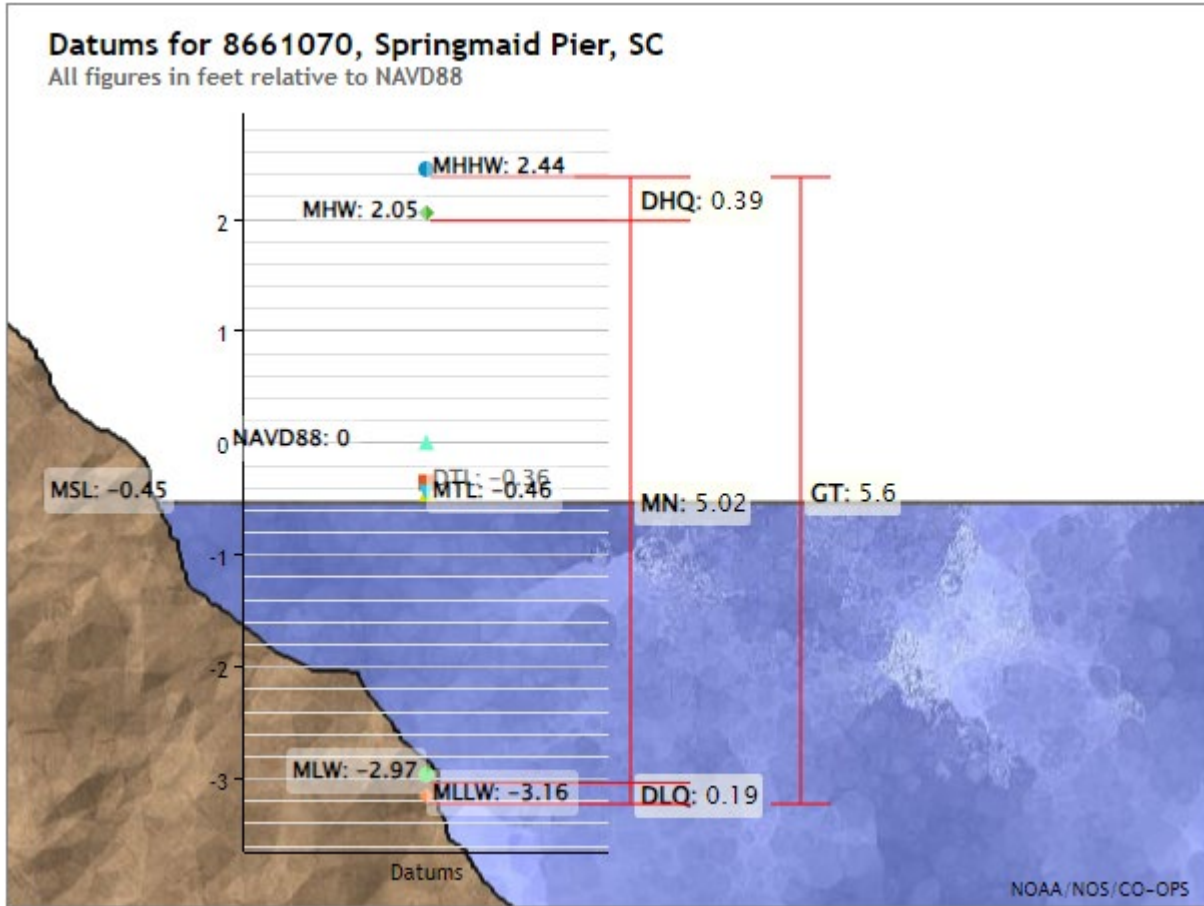 Datums for 8661070, Springmaid Pier, SC
All figures in feet relative to NAVD88
MHHW: 2.44
DHQ: 0.39
MHW: 2.05
2
1
0
NAVD88: 0
DTL: −0.36
MSL: −0.45
MTL: −0.46
MN: 5.02
GT: 5.6
-1
-2
-3
MLW: −2.97
MLLW: −3.16
DLQ: 0.19
Datums
NOAA/NOS/CO-OPS